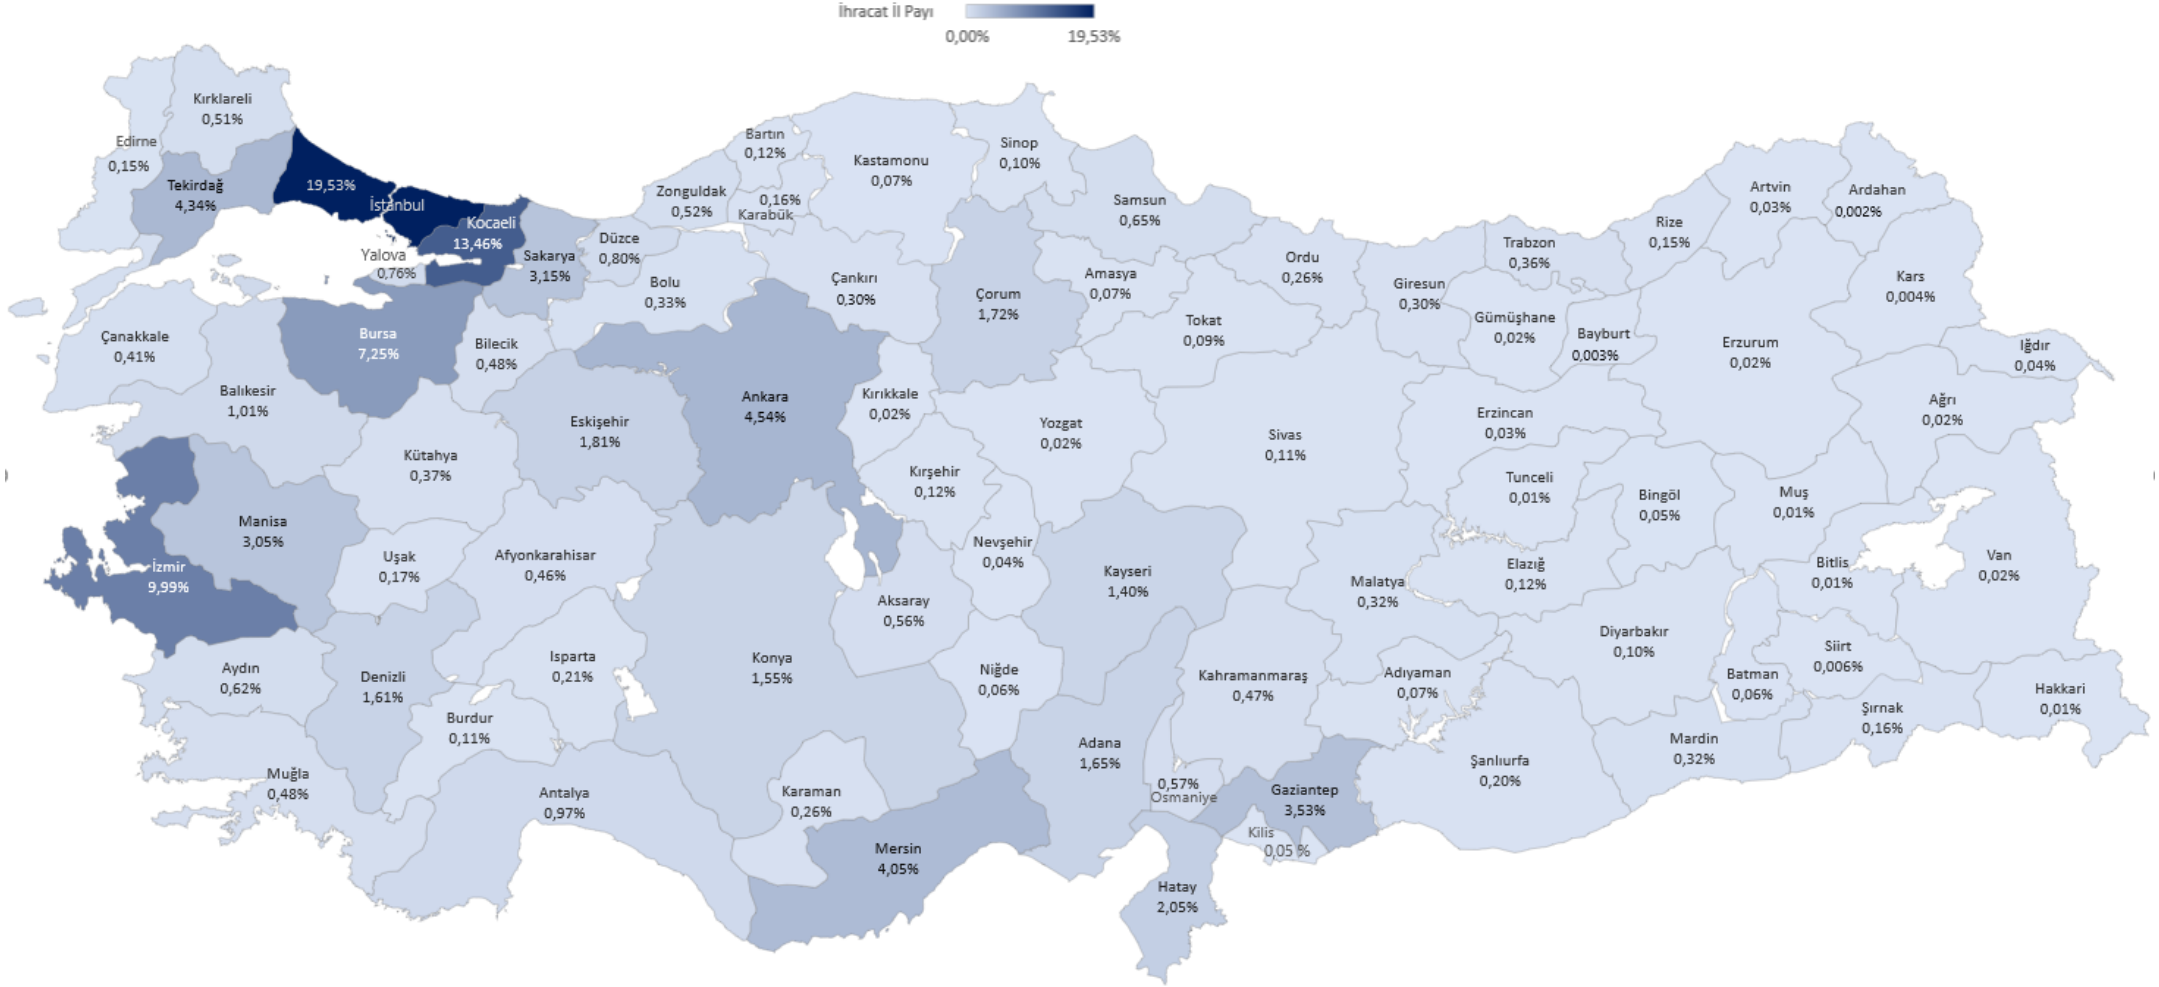 İhracat İl Payı
0,00%
19,53%
Kırklareli
0,51%
Edirne
0,15%
Tekirdağ
4,34%
19,53%
İstanbul
Kocaeli
13,46%
Yalova
0,76%
Sakarya
3,15%
Düzce
0,80%
Bolu
0,33%
Zonguldak
0,52%
Bartın
0,12%
0,16%
Karabük
Kastamonu
0,07%
Sinop
0,10%
Samsun
0,65%
Çankırı
0,30%
Çorum
1,72%
Amasya
0,07%
Tokat
0,09%
Ordu
0,26%
Giresun
0,30%
Trabzon
0,36%
Gümüşhane
0,02%
Bayburt
0,003%
Rize
0,15%
Artvin
0,03%
Ardahan
0,002%
Kars
0,004%
Iğdır
0,04%
Erzurum
0,02%
Ağrı
0,02%
Çanakkale
0,41%
Balıkesir
1,01%
Bursa
7,25%
Bilecik
0,48%
Kütahya
0,37%
Eskişehir
1,81%
Ankara
4,54%
Kırıkkale
0,02%
Kırşehir
0,12%
Yozgat
0,02%
Sivas
0,11%
Erzincan
0,03%
Tunceli
0,01%
Bingöl
0,05%
Muş
0,01%
Bitlis
0,01%
Van
0,02%
İzmir
9,99%
Manisa
3,05%
Uşak
0,17%
Afyonkarahisar
0,46%
Aksaray
0,56%
Nevşehir
0,04%
Kayseri
1,40%
Malatya
0,32%
Elazığ
0,12%
Diyarbakır
0,10%
Batman
0,06%
Siirt
0,006%
Şırnak
0,16%
Hakkari
0,01%
Aydın
0,62%
Denizli
1,61%
Isparta
0,21%
Burdur
0,11%
Konya
1,55%
Niğde
0,06%
Kahramanmaraş
0,47%
Adıyaman
0,07%
Mardin
0,32%
Şanlıurfa
0,20%
Muğla
0,48%
Antalya
0,97%
Karaman
0,26%
Mersin
4,05%
Adana
1,65%
0,57%
Osmaniye
Gaziantep
3,53%
Kilis
0,05 %
Hatay
2,05%